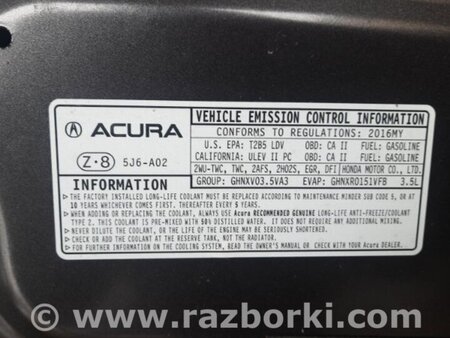 ACURA
Z·8 5J6-A02
VEHICLE EMISSION CONTROL INFORMATION
CONFORMS TO REGULATIONS: 2016MY
U.S. EPA: T2B5 LDV OBD: CA II FUEL: GASOLINE
CALIFORNIA: ULEV II PC OBD: CA II FUEL: GASOLINE
2WU-TWC, TWC, 2AFS, 2HO2S, EGR, DFI HONDA MOTOR CO., LTD.
GROUP: GHNXV03.5VA3 EVAP: GHNXR0151VFB 3.5L
INFORMATION
▶ THE FACTORY INSTALLED LONG-LIFE COOLANT MUST BE REPLACED ACCORDING TO MAINTENANCE MINDER SUB CODE 5, OR AT
10 YEARS WHICHEVER COMES FIRST. THEREAFTER EVERY 5 YEARS.
▶ WHEN ADDING OR REPLACING THE COOLANT, ALWAYS USE Acura RECOMMENDED GENUINE LONG-LIFE ANTI-FREEZE/COOLANT
TYPE 2. THIS COOLANT IS PRE-MIXED WITH 50% DISTILLED WATER. IT DOES NOT REQUIRE ANY ADDITIONAL MIXING.
▶ NEVER DILUTE THE COOLANT, OR THE LIFE OF THE ENGINE MAY BE SERIOUSLY SHORTENED.
▶ CHECK OR ADD THE COOLANT AT THE RESERVE TANK, NOT THE RADIATOR.
▶ FOR FURTHER INFORMATION ON THE COOLING SYSTEM, READ THE OWNER'S MANUAL OR CHECK WITH YOUR Acura DEALER.
www.razborki.com